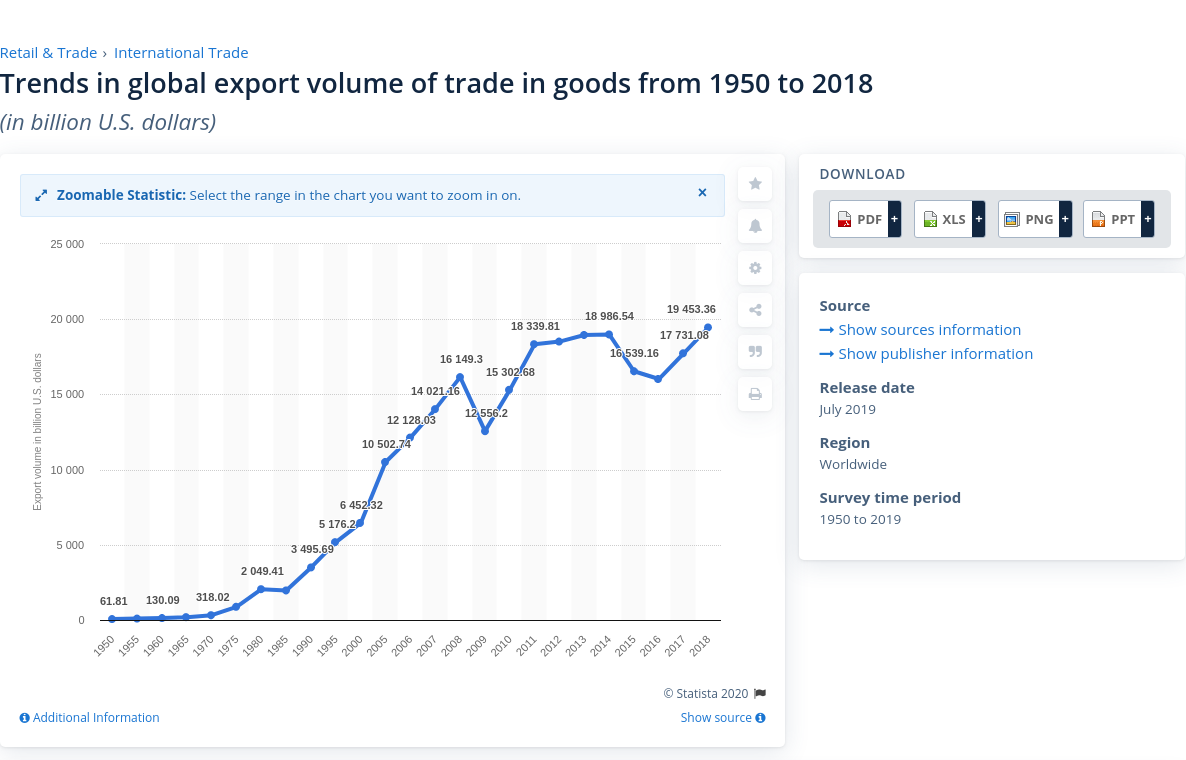 Retail & Trade › International Trade
Trends in global export volume of trade in goods from 1950 to 2018
(in billion U.S. dollars)
Zoomable Statistic: Select the range in the chart you want to zoom in on.
×
25 000
20 000
15 000
10 000
5 000
0
Export volume in billion U.S. dollars
61.81
130.09
318.02
2 049.41
3 495.69
5 176.2
6 452.32
10 502.74
12 128.03
14 021.16
16 149.3
12 556.2
15 302.68
18 339.81
18 986.54
16 539.16
17 731.08
19 453.36
1950
1955
1960
1965
1970
1975
1980
1985
1990
1995
2000
2005
2006
2007
2008
2009
2010
2011
2012
2013
2014
2015
2016
2017
2018
© Statista 2020
Additional Information
Show source
DOWNLOAD
PDF +
XLS +
PNG +
PPT +
Source
Show sources information
Show publisher information
Release date
July 2019
Region
Worldwide
Survey time period
1950 to 2019